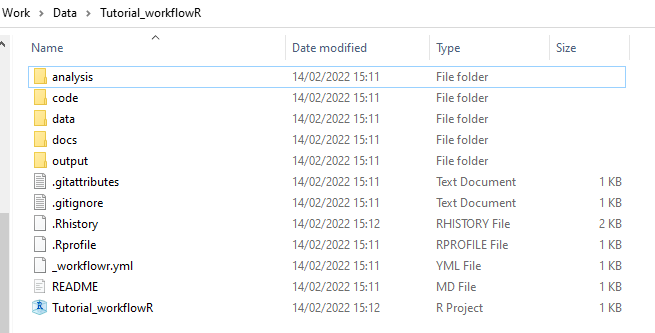 Work > Data > Tutorial_workflowR
Name Date modified Type Size
analysis 14/02/2022 15:11 File folder
code 14/02/2022 15:11 File folder
data 14/02/2022 15:11 File folder
docs 14/02/2022 15:11 File folder
output 14/02/2022 15:11 File folder
.gitattributes 14/02/2022 15:11 Text Document 1 KB
.gitignore 14/02/2022 15:11 Text Document 1 KB
.Rhistory 14/02/2022 15:12 RHISTORY File 2 KB
.Rprofile 14/02/2022 15:11 RPROFILE File 1 KB
_workflowr.yml 14/02/2022 15:11 YML File 1 KB
README 14/02/2022 15:11 MD File 1 KB
Tutorial_workflowR 14/02/2022 15:12 R Project 1 KB